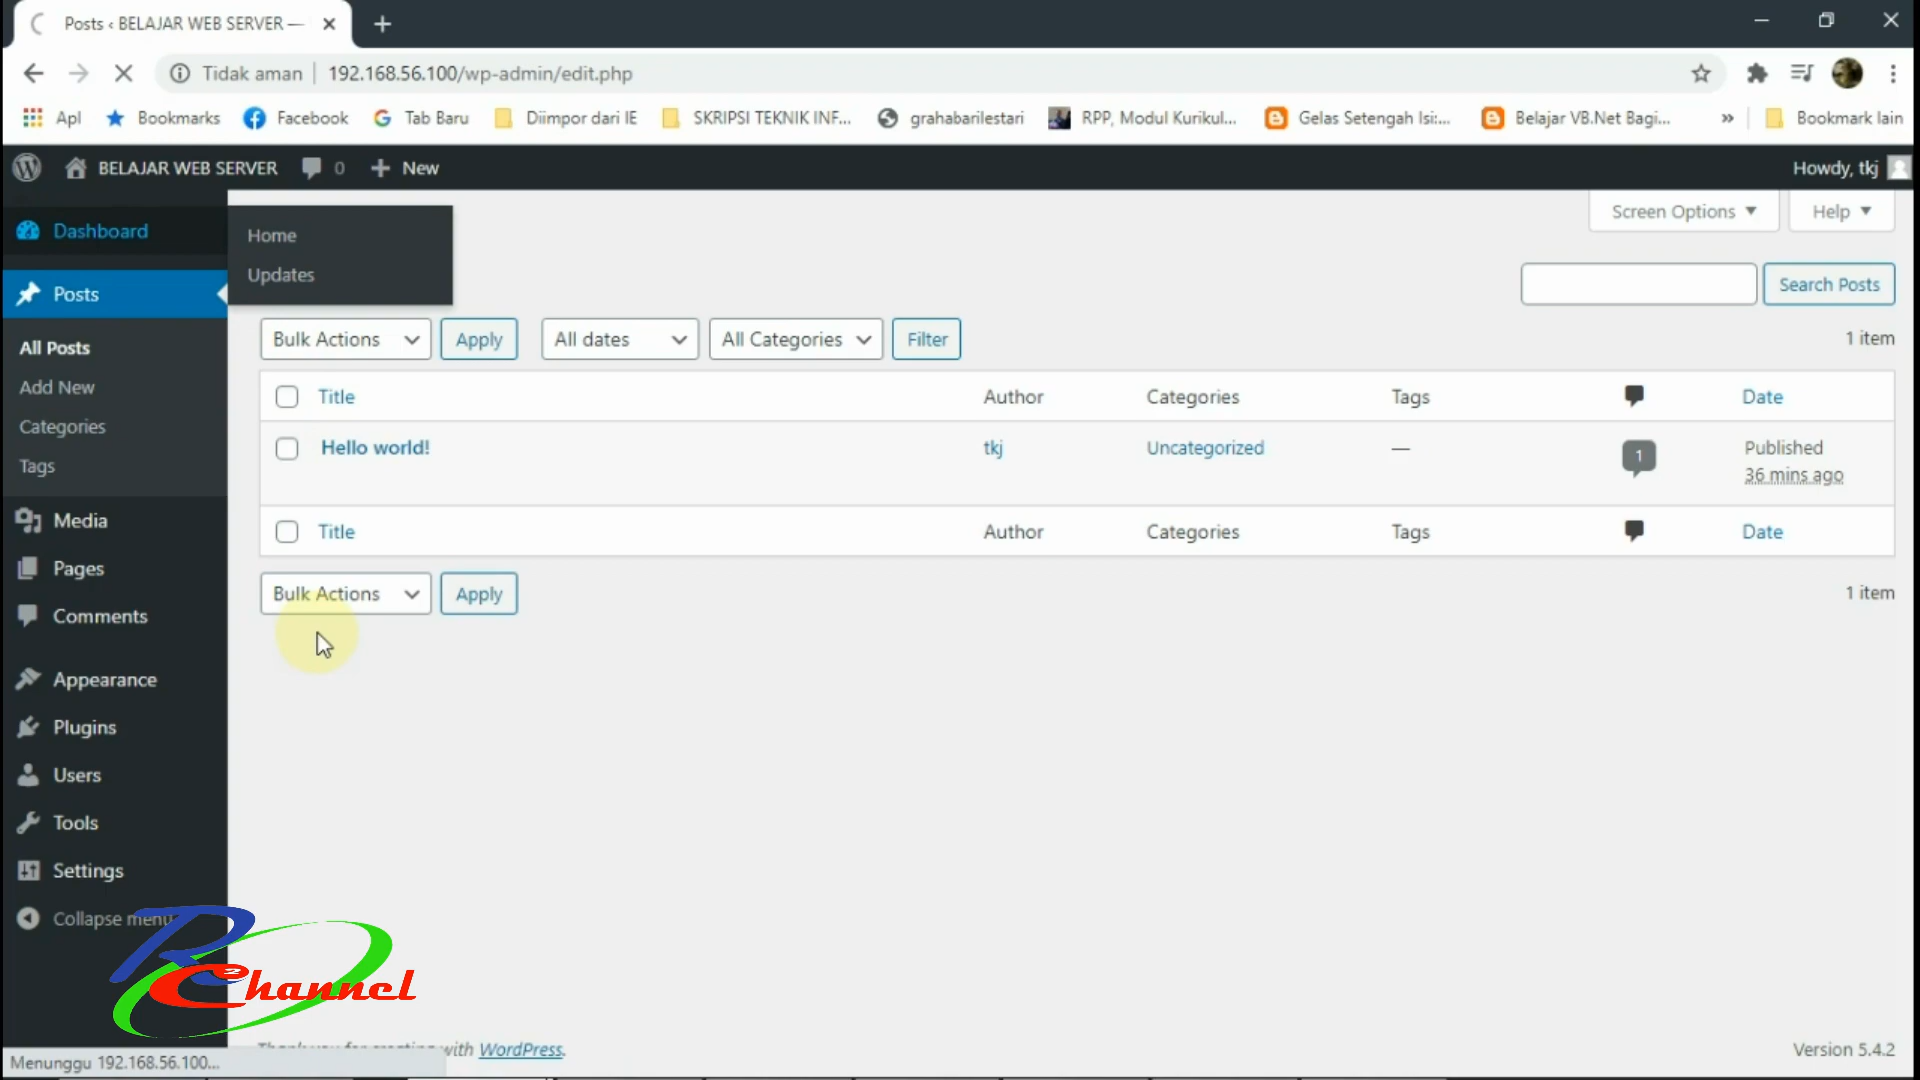 Posts ‹ BELAJAR WEB SERVER —
Tidak aman | 192.168.56.100/wp-admin/edit.php
Apl Bookmarks Facebook Tab Baru Diimpor dari IE SKRIPSI TEKNIK INF... grahabarilestari RPP, Modul Kurikul... Gelas Setengah Isi:... Belajar VB.Net Bagi... » Bookmark lain
BELAJAR WEB SERVER 0 + New Howdy, tkj
Screen Options ▼ Help ▼
Dashboard
Home
Updates
Posts
Search Posts
All Posts
Add New
Categories
Tags
Media
Pages
Comments
Appearance
Plugins
Users
Tools
Settings
Collapse menu
Bulk Actions Apply All dates All Categories Filter 1 item
Title Author Categories Tags Date
Hello world! tkj Uncategorized — 1 Published
36 mins ago
Title Author Categories Tags Date
Bulk Actions Apply 1 item
R2 Channel
Thank you for creating with WordPress.
Version 5.4.2
Menunggu 192.168.56.100...